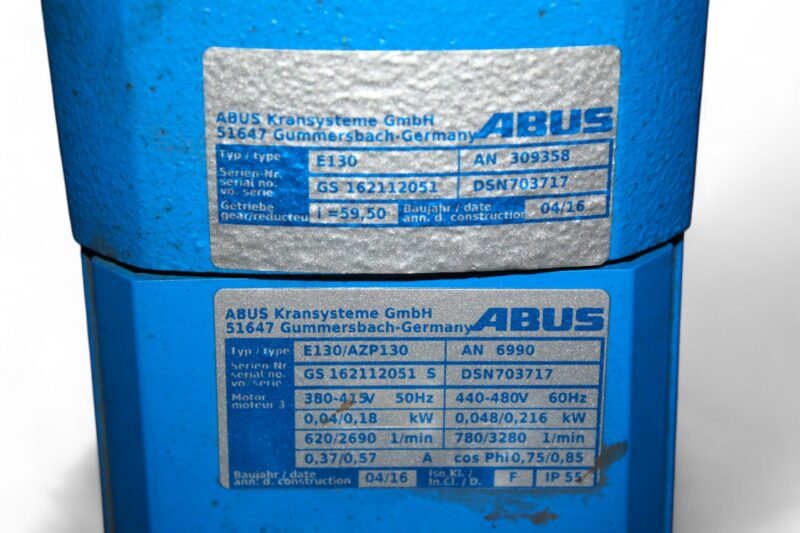 ABUS Kransysteme GmbH
51647 Gummersbach-Germany ABUS
Typ / type E130 AN 309358
Serien-Nr.
serial no. GS 162112051 DSN703717
vo. serie
Getriebe i =59,50 Baujahr / date 04/16
gear/reducteu ann. d. construction
ABUS Kransysteme GmbH
51647 Gummersbach-Germany ABUS
Typ / type E130/AZP130 AN 6990
Serien-Nr.
serial no. GS 162112051 S DSN703717
vo. serie
Motor 380-415V 50Hz 440-480V 60Hz
moteur 3
0,04/0,18 kW 0,048/0,216 kW
620/2690 1/min 780/3280 1/min
0.37/0,57 A cos Phi 0,75/0,85
Baujahr / date 04/16 Iso.Kl. / F IP 55
ann. d. construction In.Cl. / D.